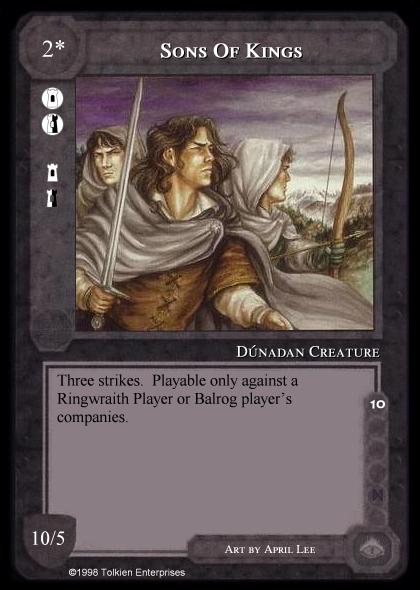 2*
SONS OF KINGS
DÚNADAN CREATURE
Three strikes. Playable only against a
Ringwraith Player or Balrog player's
companies.
10
N
10/5
ART BY APRIL LEE
©1998 Tolkien Enterprises